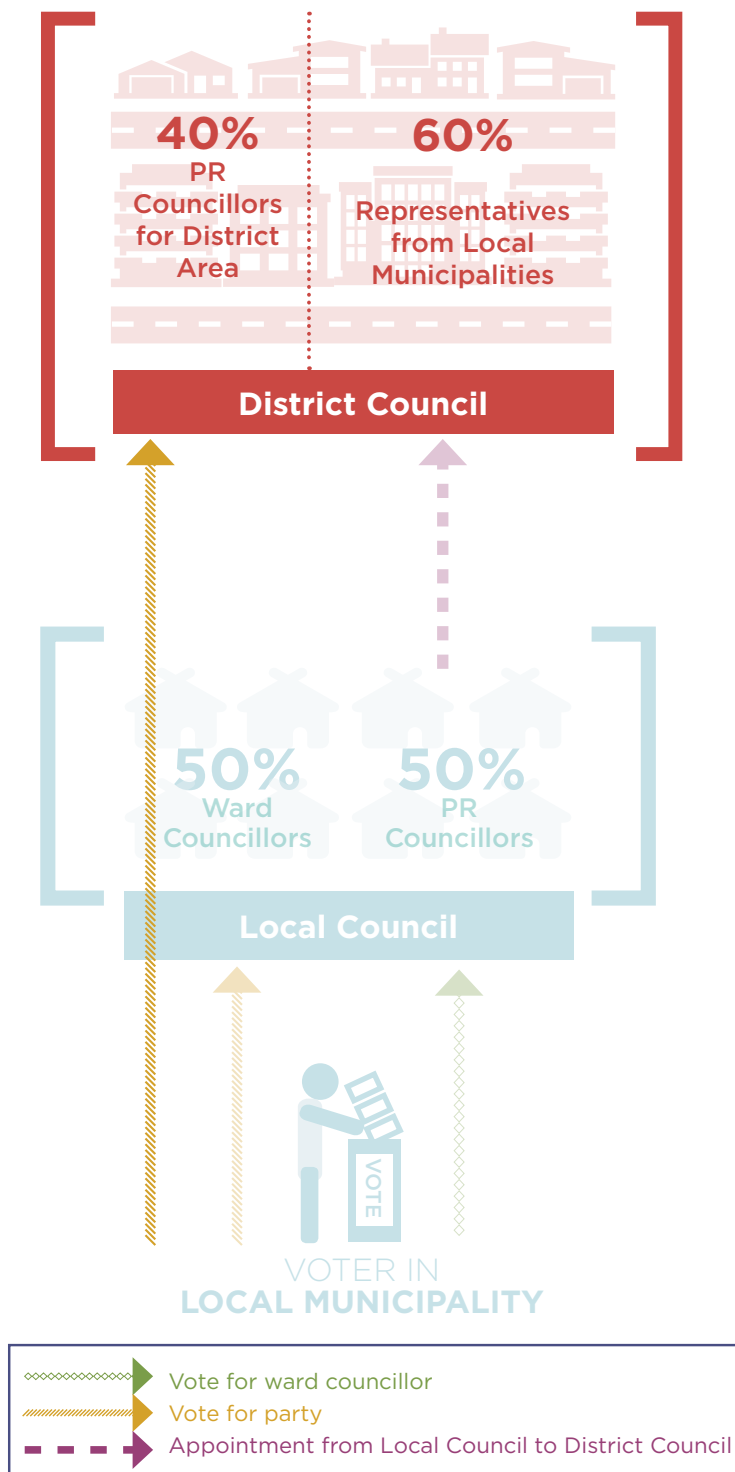 40%
PR
Councillors
for District
Area
60%
Representatives
from Local
Municipalities
District Council
50%
Ward
Councillors
50%
PR
Councillors
Local Council
VOTE
VOTER IN
LOCAL MUNICIPALITY
Vote for ward councillor
Vote for party
Appointment from Local Council to District Council